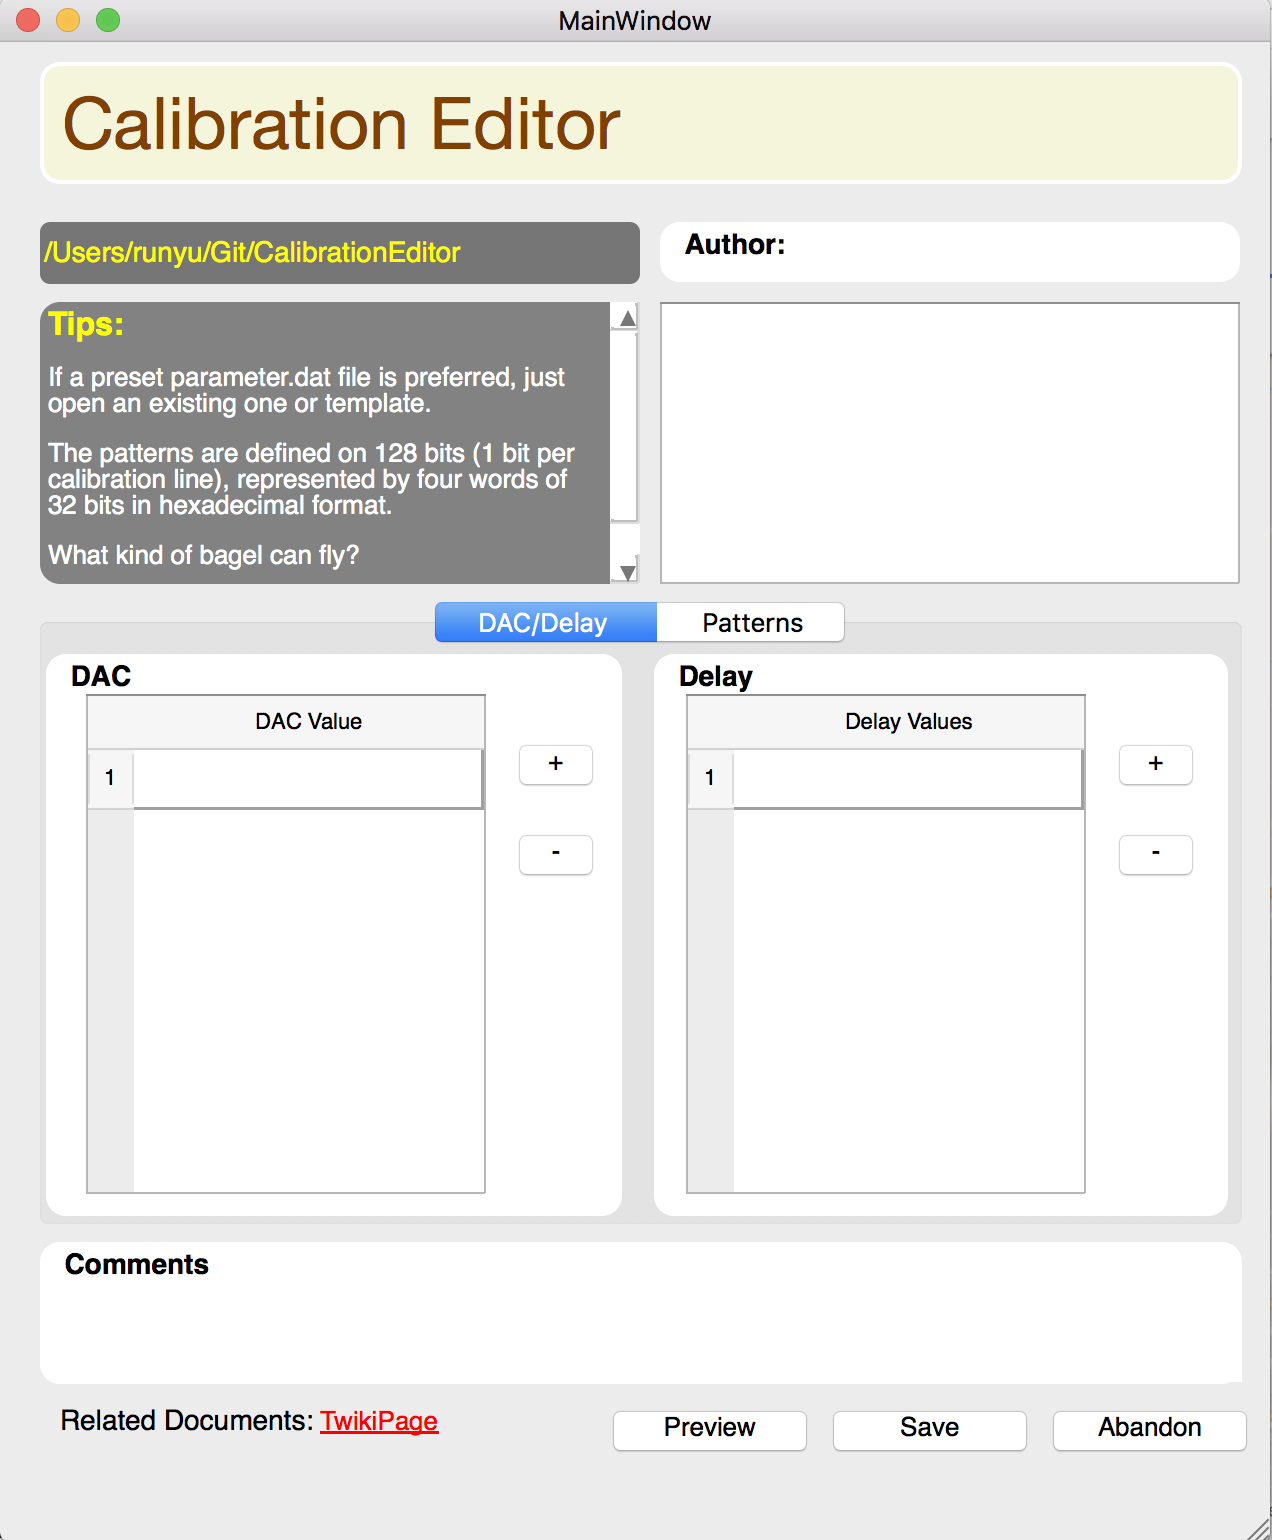 MainWindow
Calibration Editor
/Users/runyu/Git/CalibrationEditor
Author:
Tips:
If a preset parameter.dat file is preferred, just
open an existing one or template.
The patterns are defined on 128 bits (1 bit per
calibration line), represented by four words of
32 bits in hexadecimal format.
What kind of bagel can fly?
DAC/Delay
Patterns
DAC
DAC Value
1
+
-
Delay
Delay Values
1
+
-
Comments
Related Documents: TwikiPage
Preview
Save
Abandon